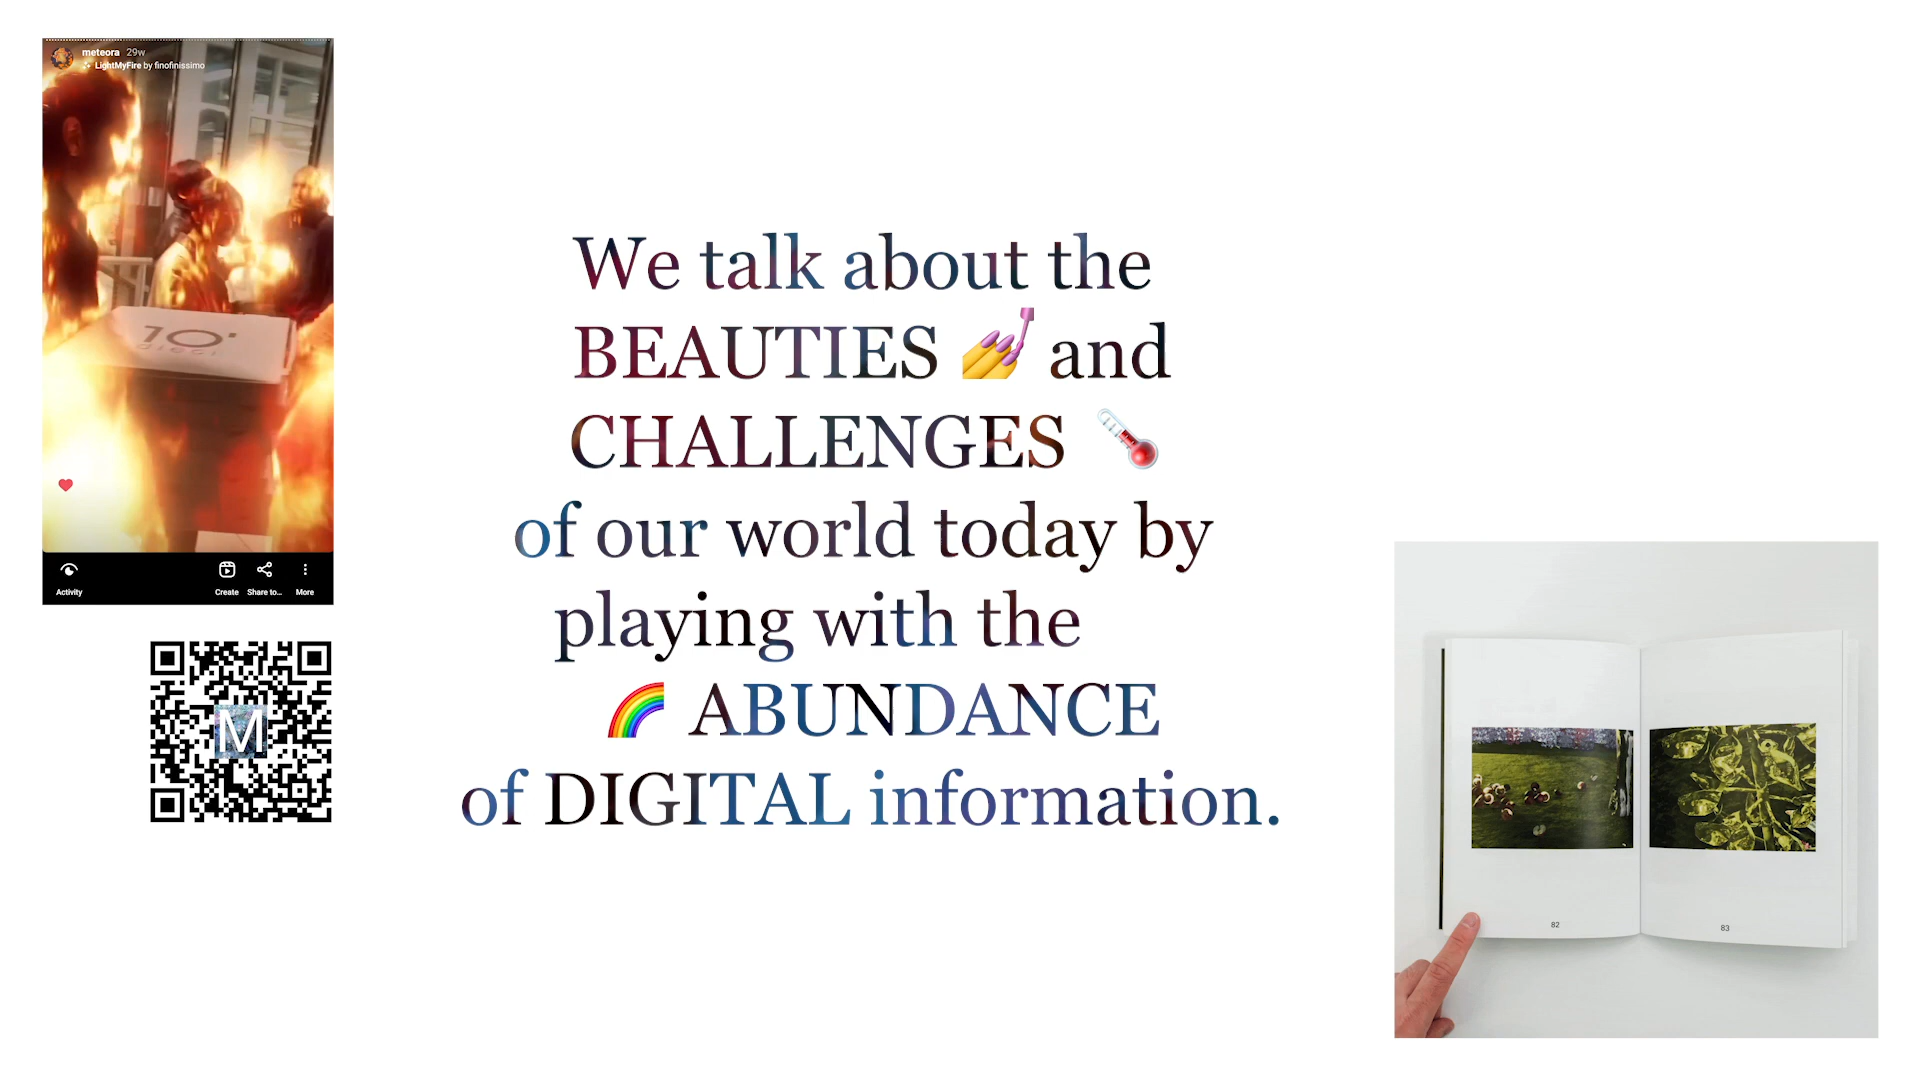 meteora 29w
LightMyFire by finofinissimo
10'
DIECI
Activity
Create
Share to...
More
M
We talk about the
BEAUTIES 💅 and
CHALLENGES 🌡️
of our world today by
playing with the
🌈 ABUNDANCE
of DIGITAL information.
82
83